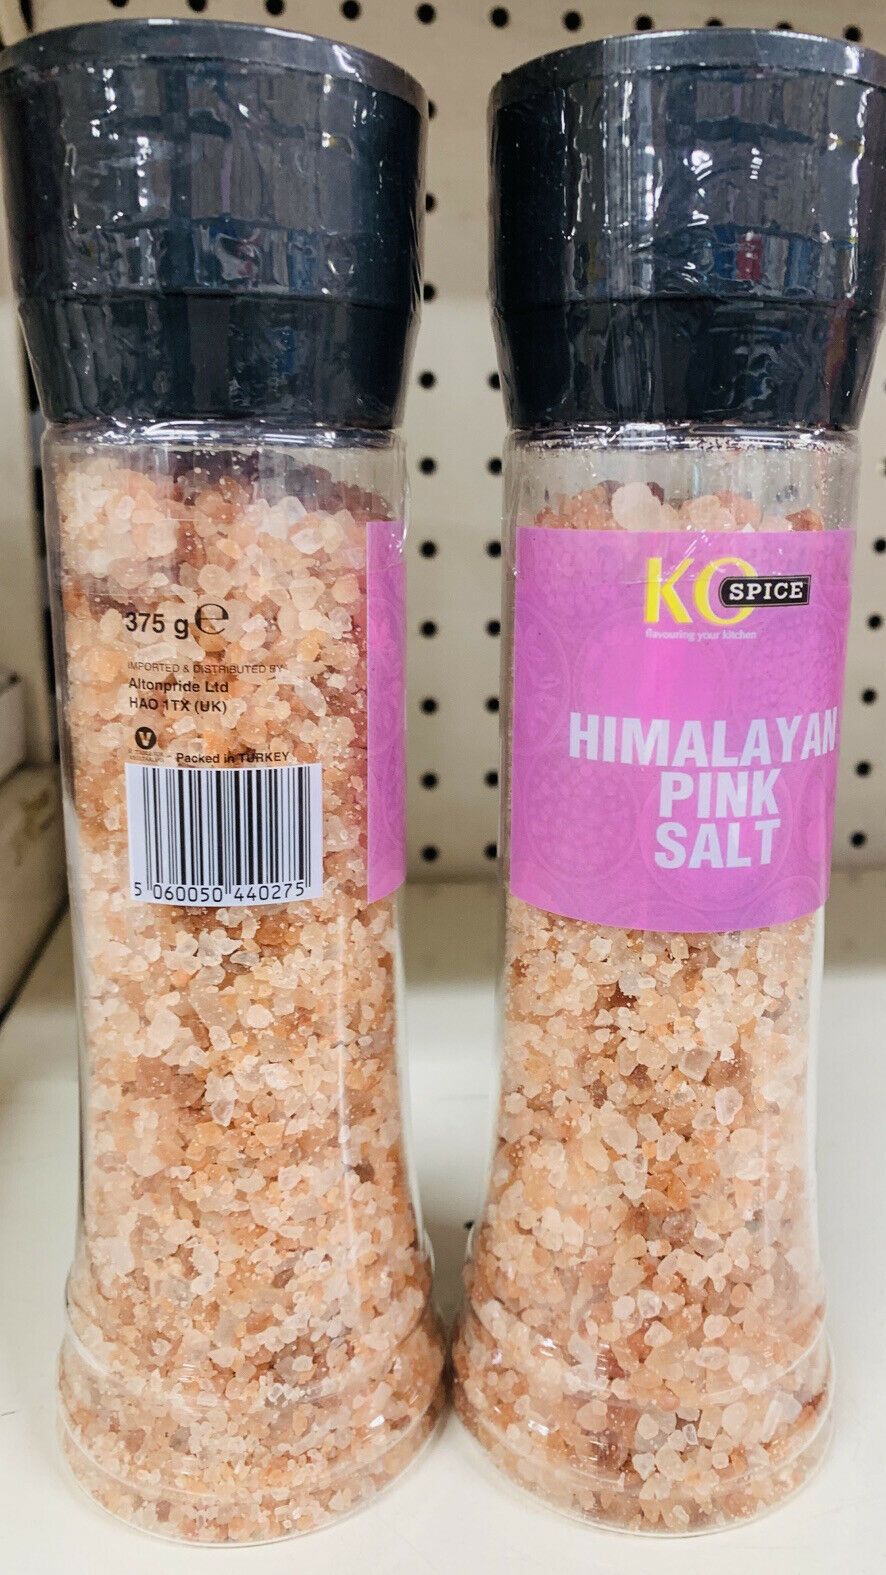 375 g ℮
IMPORTED & DISTRIBUTED BY
Altonpride Ltd
HAO 1TX (UK)
V
Packed in TURKEY
5 060050 440275
KO SPICE
flavouring your kitchen
HIMALAYAN
PINK
SALT